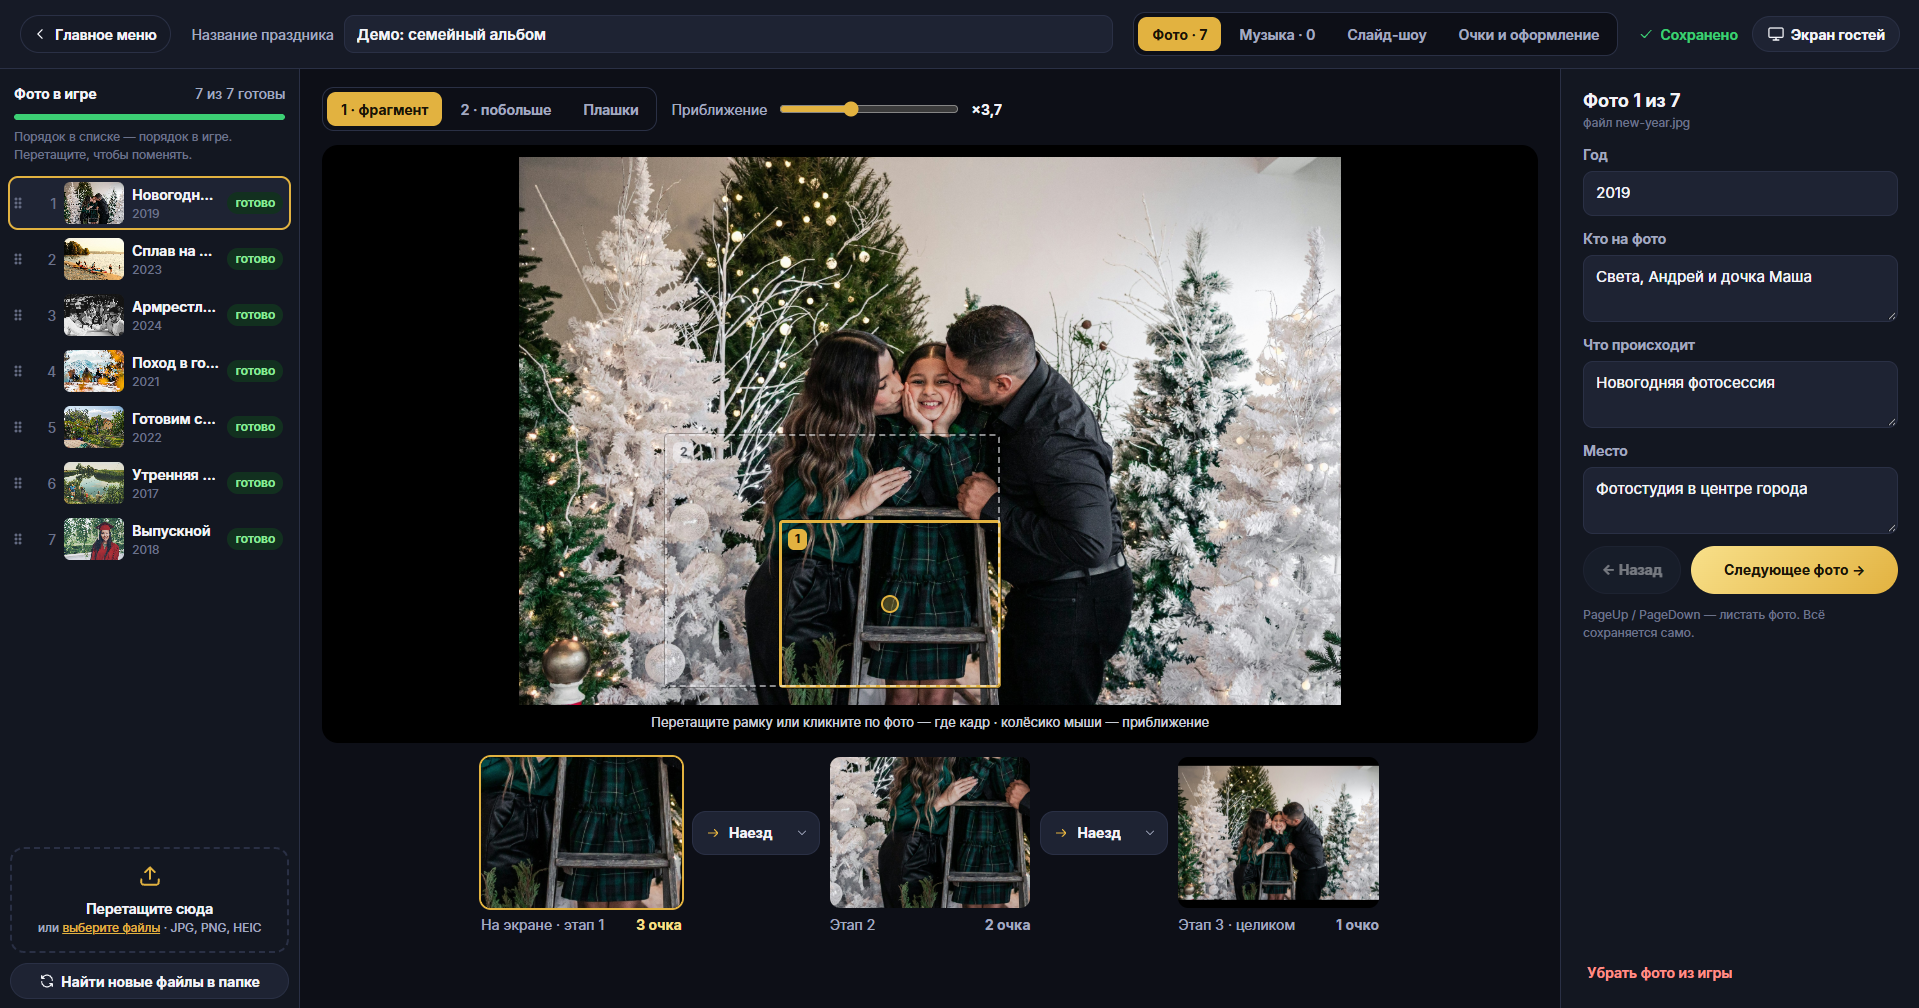 Главное меню
Название праздника
Демо: семейный альбом
Фото · 7
Музыка · 0
Слайд-шоу
Очки и оформление
Сохранено
Экран гостей
Фото в игре
7 из 7 готовы
Порядок в списке — порядок в игре.
Перетащите, чтобы поменять.
1
Новогодн...
2019
готово
2
Сплав на ...
2023
готово
3
Армрестл...
2024
готово
4
Поход в го...
2021
готово
5
Готовим с...
2022
готово
6
Утренняя ...
2017
готово
7
Выпускной
2018
готово
Перетащите сюда
или выберите файлы · JPG, PNG, HEIC
Найти новые файлы в папке
1 · фрагмент
2 · побольше
Плашки
Приближение
×3,7
2
1
Перетащите рамку или кликните по фото — где кадр · колёсико мыши — приближение
Наезд
Наезд
На экране · этап 1
3 очка
Этап 2
2 очка
Этап 3 · целиком
1 очко
Фото 1 из 7
файл new-year.jpg
Год
2019
Кто на фото
Света, Андрей и дочка Маша
Что происходит
Новогодняя фотосессия
Место
Фотостудия в центре города
← Назад
Следующее фото →
PageUp / PageDown — листать фото. Всё
сохраняется само.
Убрать фото из игры